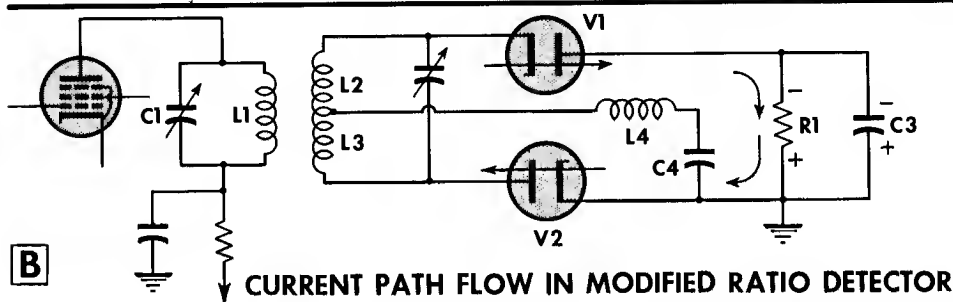 V1
C1
L1
L2
L3
L4
C4
-
R1
+
-
C3
+
V2
B
CURRENT PATH FLOW IN MODIFIED RATIO DETECTOR